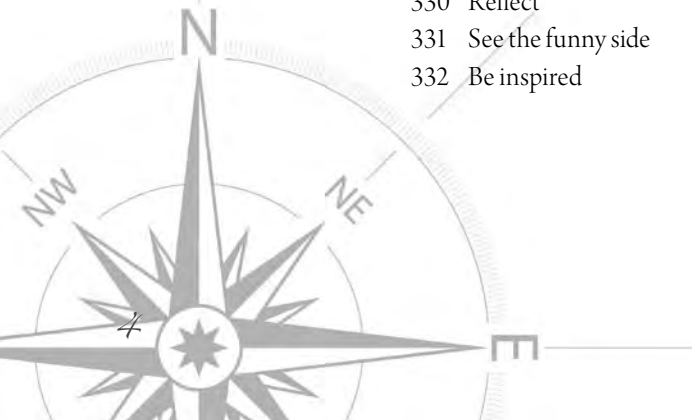 330 Reflect
331 See the funny side
332 Be inspired
N
NW
NE
4
E